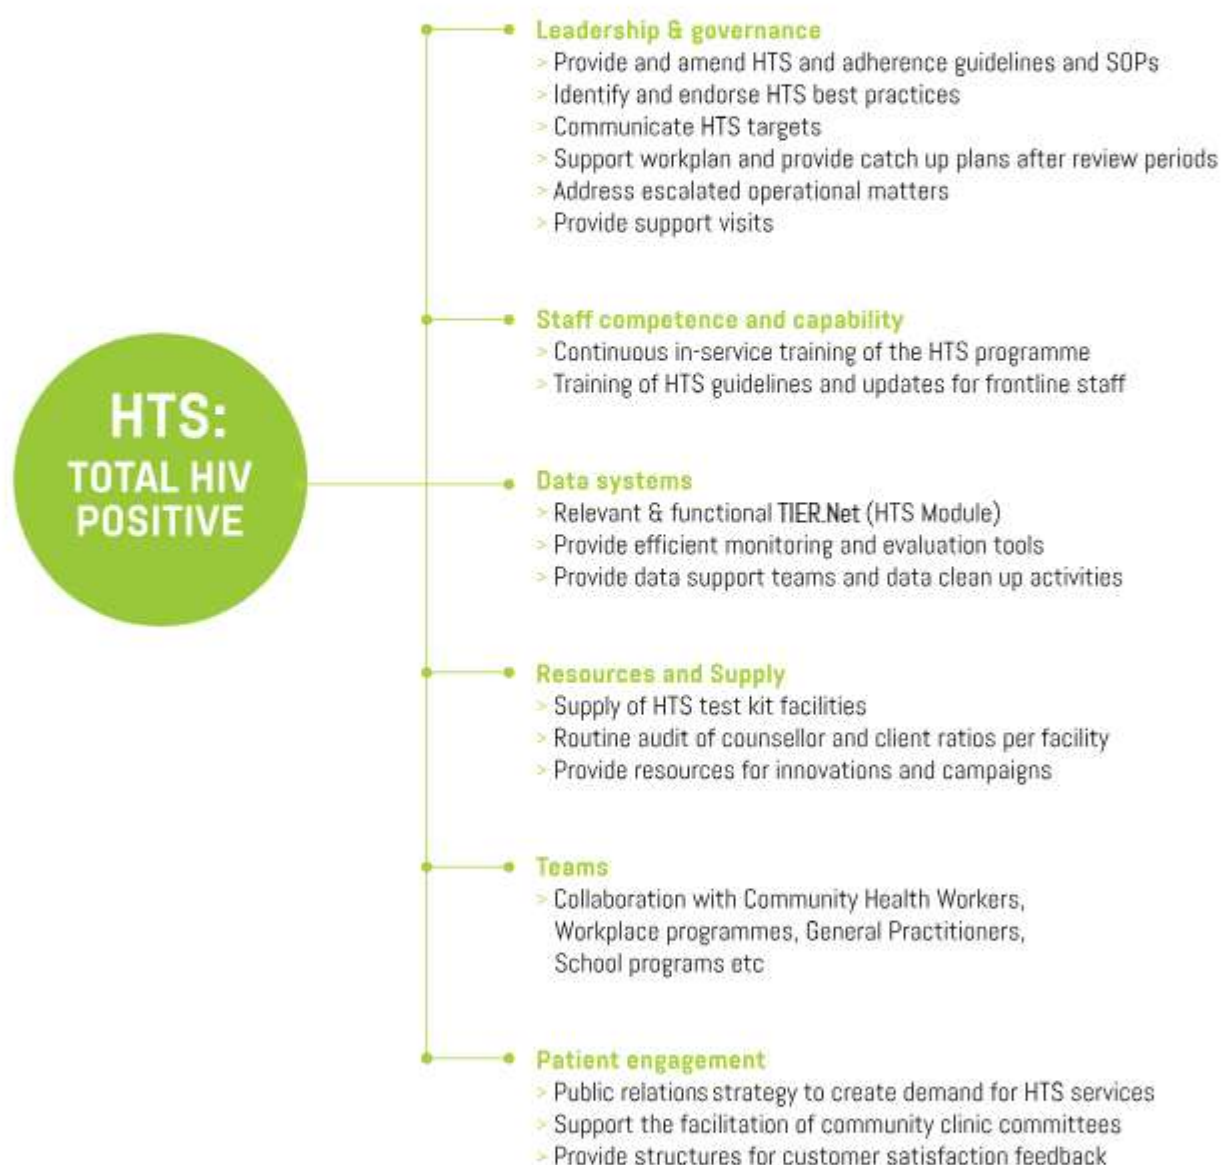 HTS:
TOTAL HIV
POSITIVE
Leadership & governance
> Provide and amend HTS and adherence guidelines and SOPs
> Identify and endorse HTS best practices
> Communicate HTS targets
> Support workplan and provide catch up plans after review periods
> Address escalated operational matters
> Provide support visits
Staff competence and capability
> Continuous in-service training of the HTS programme
> Training of HTS guidelines and updates for frontline staff
Data systems
> Relevant & functional TIER.Net (HTS Module)
> Provide efficient monitoring and evaluation tools
> Provide data support teams and data clean up activities
Resources and Supply
> Supply of HTS test kit facilities
> Routine audit of counsellor and client ratios per facility
> Provide resources for innovations and campaigns
Teams
> Collaboration with Community Health Workers,
Workplace programmes, General Practitioners,
School programs etc
Patient engagement
> Public relations strategy to create demand for HTS services
> Support the facilitation of community clinic committees
> Provide structures for customer satisfaction feedback